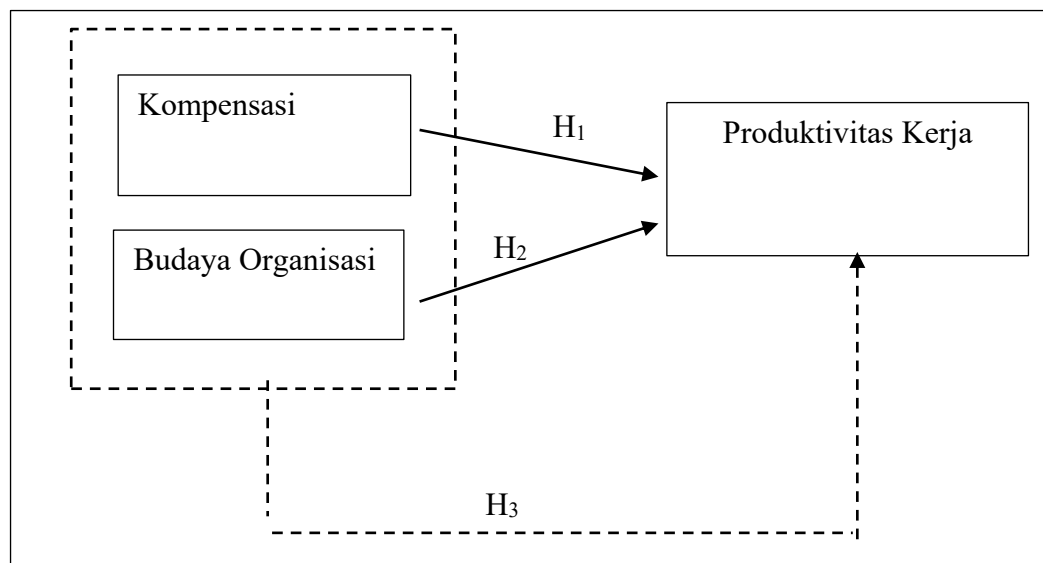 Kompensasi
H₁
Produktivitas Kerja
Budaya Organisasi
H₂
H₃